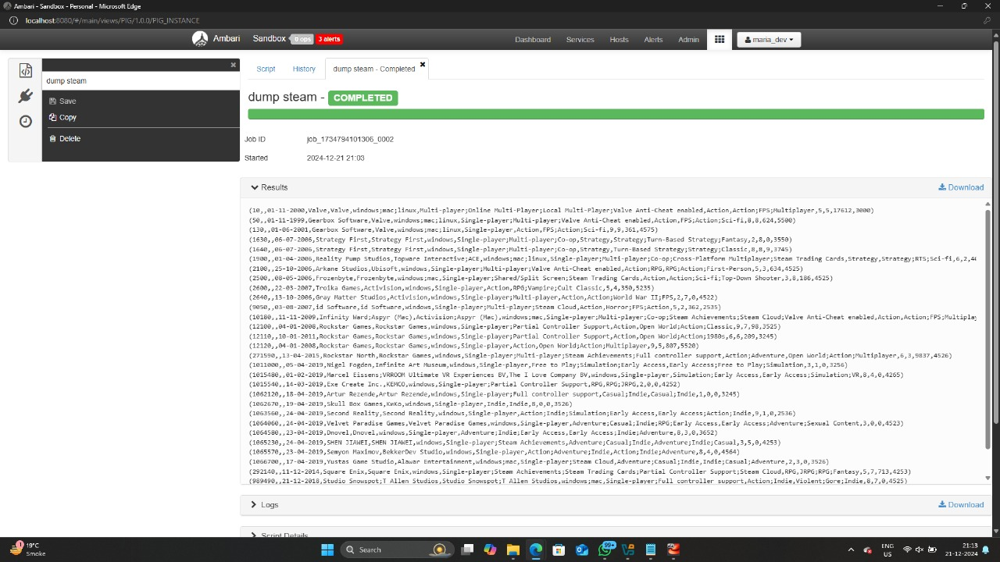 Ambari - Sandbox - Personal - Microsoft Edge
localhost:8080/#/main/views/PIG/1.0.0/PIG_INSTANCE
Ambari Sandbox 0 ops 3 alerts Dashboard Services Hosts Alerts Admin maria_dev
dump steam
Save
Copy
Delete
Script History dump steam - Completed
dump steam - COMPLETED
Job ID job_1734794101306_0002
Started 2024-12-21 21:03
Results Download
(10,,01-11-2000,Valve,Valve,windows;mac;linux,Multi-player;Online Multi-Player;Local Multi-Player;Valve Anti-Cheat enabled,Action,Action;FPS;Multiplayer,5,5,17612,3000)
(50,,01-11-1999,Gearbox Software,Valve,windows;mac;linux,Single-player;Multi-player;Valve Anti-Cheat enabled,Action,FPS;Action;Sci-fi,8,8,624,5500)
(130,,01-06-2001,Gearbox Software,Valve,windows;mac;linux,Single-player,Action,FPS;Action;Sci-fi,9,9,361,4575)
(1630,,06-07-2006,Strategy First,Strategy First,windows,Single-player;Multi-player;Co-op,Strategy,Strategy;Turn-Based Strategy;Fantasy,2,8,0,3550)
(1640,,06-07-2006,Strategy First,Strategy First,windows,Single-player;Multi-player;Co-op,Strategy,Turn-Based Strategy;Strategy;Classic,8,8,9,3745)
(1900,,01-04-2006,Reality Pump Studios,Topware Interactive;ACE,windows;mac;linux,Single-player;Multi-player;Co-op;Cross-Platform Multiplayer;Steam Trading Cards,Strategy,Strategy;RTS;Sci-fi,6,2,4
(2100,,25-10-2006,Arkane Studios,Ubisoft,windows,Single-player;Multi-player;Valve Anti-Cheat enabled,Action;RPG,RPG;Action;First-Person,5,3,634,4525)
(2500,,08-05-2006,Frozenbyte,Frozenbyte,windows;mac,Single-player;Shared/Split Screen;Steam Trading Cards,Action,Action;Sci-fi;Top-Down Shooter,3,8,186,4525)
(2600,,22-03-2007,Troika Games,Activision,windows,Single-player,Action,RPG;Vampire;Cult Classic,5,4,350,5235)
(2640,,13-10-2006,Gray Matter Studios,Activision,windows,Single-player;Multi-player,Action,Action;World War II;FPS,2,7,0,4522)
(9050,,03-08-2007,id Software,id Software,windows,Single-player;Multi-player;Steam Cloud,Action,Horror;FPS;Action,5,2,362,2535)
(10180,,11-11-2009,Infinity Ward;Aspyr (Mac),Activision;Aspyr (Mac),windows;mac,Single-player;Multi-player;Co-op;Steam Achievements;Steam Cloud;Valve Anti-Cheat enabled,Action,Action;FPS;Multiplay
(12100,,04-01-2008,Rockstar Games,Rockstar Games,windows,Single-player;Partial Controller Support,Action,Open World;Action;Classic,9,7,98,3525)
(12110,,10-01-2011,Rockstar Games,Rockstar Games,windows,Single-player;Partial Controller Support,Action,Open World;Action;1980s,6,6,209,3245)
(12120,,04-01-2008,Rockstar Games,Rockstar Games,windows,Single-player,Action,Open World;Action;Multiplayer,9,5,807,5520)
(271590,,13-04-2015,Rockstar North,Rockstar Games,windows,Single-player;Multi-player;Steam Achievements;Full controller support,Action;Adventure,Open World;Action;Multiplayer,6,3,9837,4526)
(1011000,,05-04-2019,Nigel Fogden,Infinite Art Museum,windows,Single-player,Free to Play;Simulation;Early Access,Early Access;Free to Play;Simulation,3,1,0,3256)
(1015480,,01-02-2019,Marcel Eissens;VRROOM Ultimate VR Experiences BV,The I Love Company BV,windows,Single-player,Simulation;Early Access,Early Access;Simulation;VR,8,4,0,4265)
(1015540,,14-03-2019,Exe Create Inc.,KEMCO,windows,Single-player;Partial Controller Support,RPG,RPG;JRPG,2,0,0,4252)
(1062120,,18-04-2019,Artur Rezende,Artur Rezende,windows,Single-player;Full controller support,Casual;Indie,Casual;Indie,1,0,0,3245)
(1062670,,19-04-2019,Skull Box Games,КиКо,windows,Single-player,Indie,Indie,8,0,0,3526)
(1063560,,24-04-2019,Second Reality,Second Reality,windows,Single-player,Action;Indie;Simulation;Early Access,Early Access;Action;Indie,9,1,0,2536)
(1064060,,24-04-2019,Velvet Paradise Games,Velvet Paradise Games,windows,Single-player,Adventure;Casual;Indie;RPG;Early Access,Early Access;Adventure;Sexual Content,3,0,0,4523)
(1064580,,23-04-2019,Dnovel,Dnovel,windows,Single-player,Adventure;Indie;Early Access,Early Access;Indie;Adventure,8,3,0,3652)
(1065230,,24-04-2019,SHEN JIAWEI,SHEN JIAWEI,windows,Single-player;Steam Achievements,Adventure;Casual;Indie,Adventure;Indie;Casual,3,5,0,4253)
(1065570,,23-04-2019,Semyon Maximov,BekkerDev Studio,windows,Single-player,Action;Adventure;Indie,Action;Indie;Adventure,8,4,0,4564)
(1066700,,17-04-2019,Yustas Game Studio,Alawar Entertainment,windows;mac,Single-player;Steam Cloud,Adventure;Casual;Indie,Indie;Casual;Adventure,2,3,0,3526)
(292140,,11-12-2014,Square Enix,Square Enix,windows,Single-player;Steam Achievements;Steam Trading Cards;Partial Controller Support;Steam Cloud,RPG,JRPG;RPG;Fantasy,5,7,713,4253)
(989490,,21-12-2018,Studio Snowspot;T Allen Studios,Studio Snowspot;T Allen Studios,windows;mac,Single-player;Full controller support,Action;Indie,Violent;Gore;Indie,8,7,0,4525)
Logs Download
Script Details
19°C
Smoke
Search
99+
ENG
US
21:13
21-12-2024